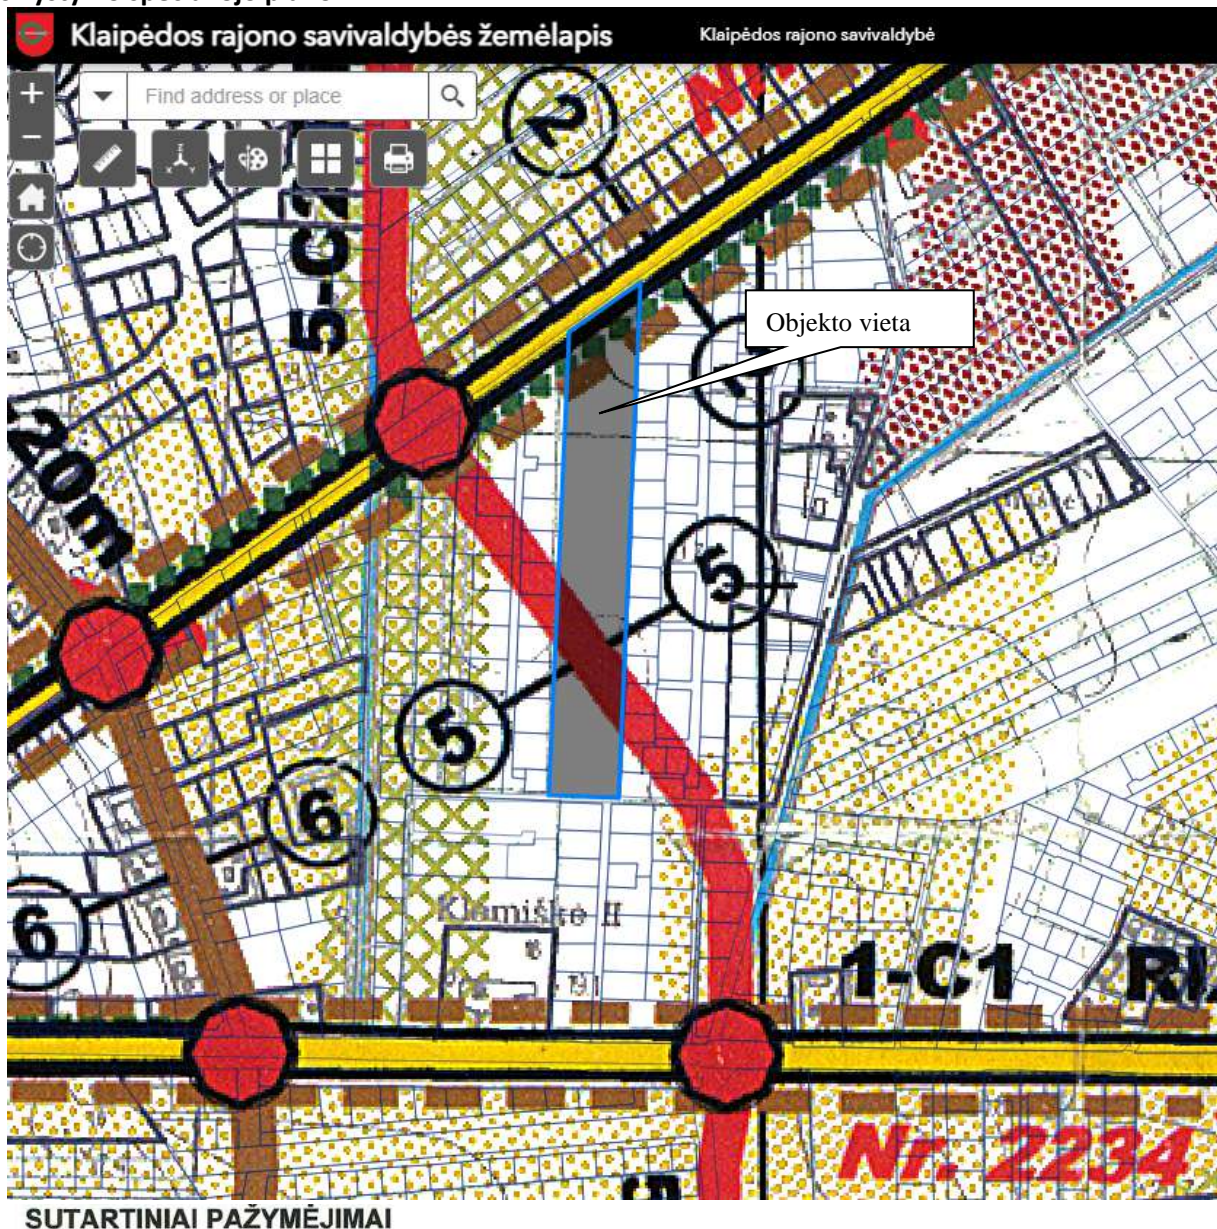 Klaipėdos rajono savivaldybės žemėlapis
Klaipėdos rajono savivaldybė
Find address or place
2
5-C2
Objekto vieta
1
20m
5
5
6
6
Klemiškė II
1-C1
Nr. 2234
SUTARTINIAI PAŽYMĖJIMAI